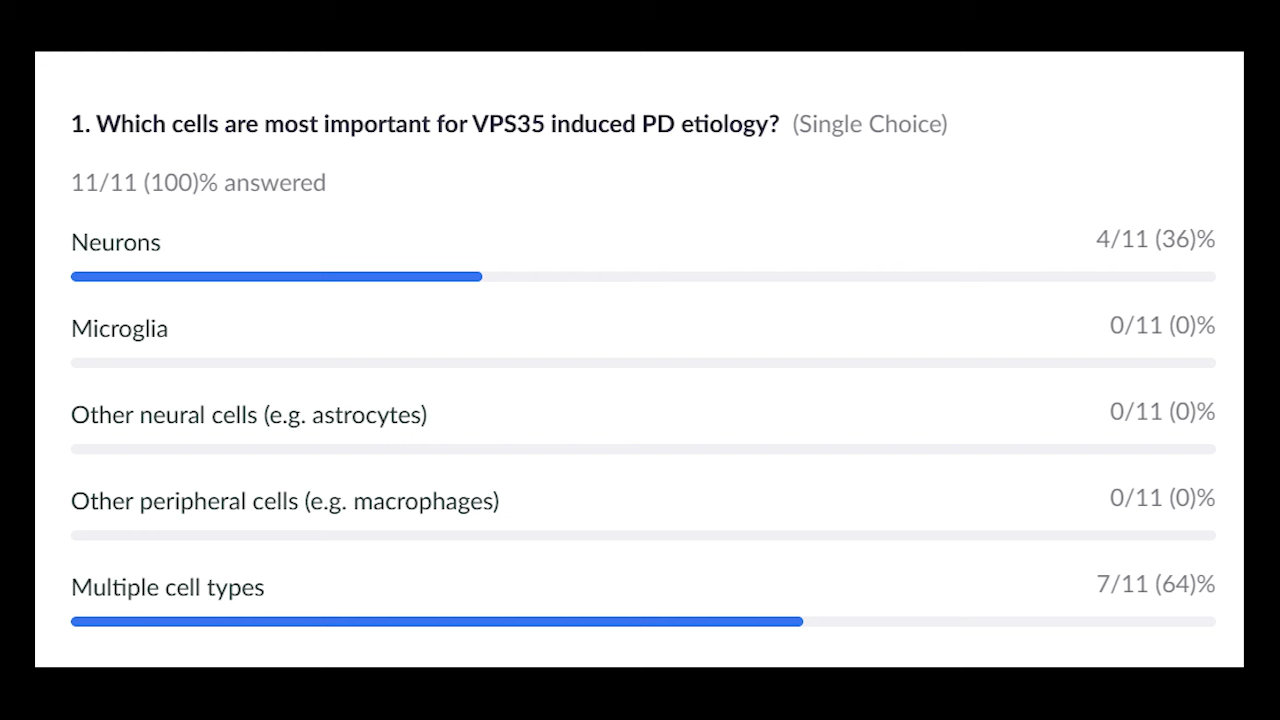 1. Which cells are most important for VPS35 induced PD etiology? (Single Choice)
11/11 (100)% answered
Neurons 4/11 (36)%
Microglia 0/11 (0)%
Other neural cells (e.g. astrocytes) 0/11 (0)%
Other peripheral cells (e.g. macrophages) 0/11 (0)%
Multiple cell types 7/11 (64)%